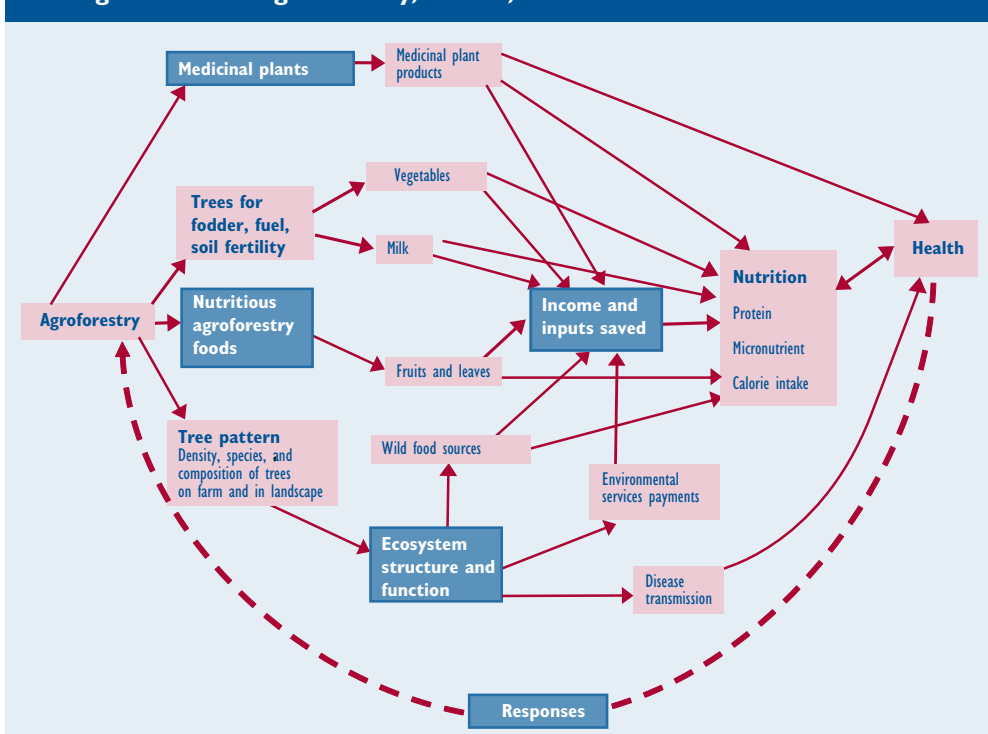 Medicinal plants
Medicinal plant
products
Vegetables
Trees for
fodder, fuel,
soil fertility
Milk
Health
Nutrition
Protein
Micronutrient
Calorie intake
Nutritious
agroforestry
foods
Income and
inputs saved
Agroforestry
Fruits and leaves
Tree pattern
Density, species, and
composition of trees
on farm and in landscape
Wild food sources
Environmental
services payments
Ecosystem
structure and
function
Disease
transmission
Responses